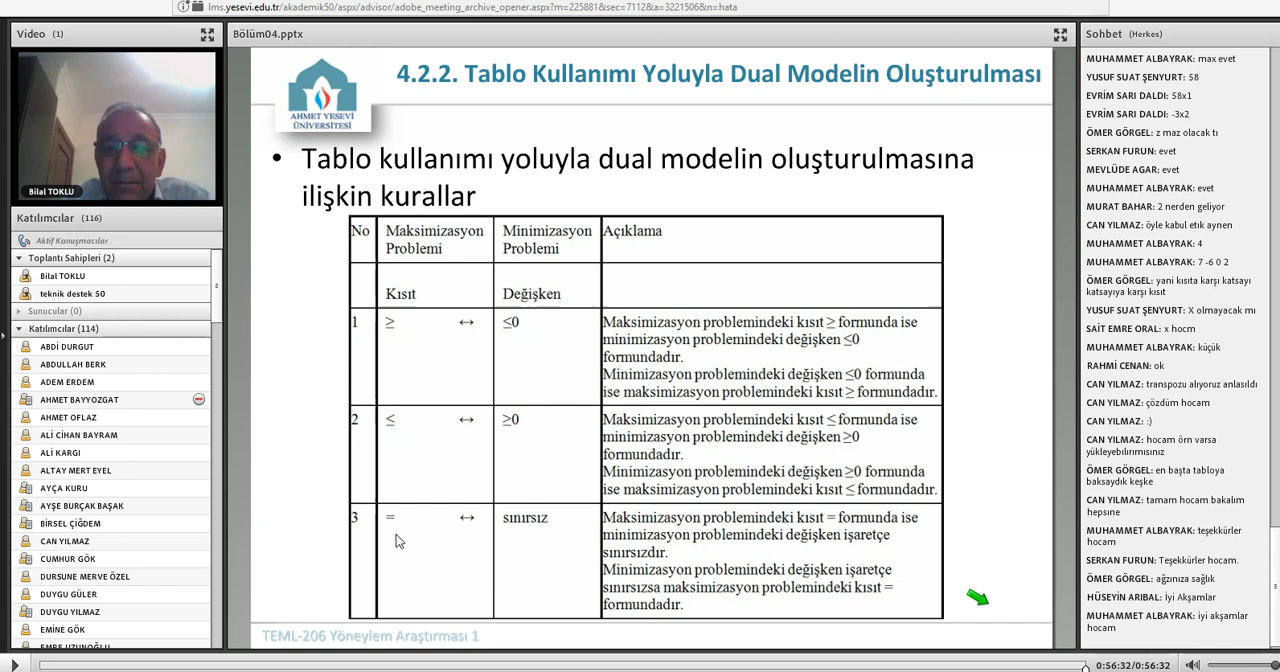 lms.yesevi.edu.tr/akademik50/aspx/advisor/adobe_meeting_archive_opener.aspx?m=225881&sec=7112&a=3221506&n=hata
Video (1)
Bilal TOKLU
Katılımcılar (116)
Aktif Konuşmacılar
Toplantı Sahipleri (2)
Bilal TOKLU
teknik destek 50
Sunucular (0)
Katılımcılar (114)
ABDİ DURGUT
ABDULLAH BERK
ADEM ERDEM
AHMET BAYYOZGAT
AHMET OFLAZ
ALİ CİHAN BAYRAM
ALİ KARGI
ALTAY MERT EYEL
AYÇA KURU
AYŞE BURÇAK BAŞAK
BİRSEL ÇİĞDEM
CAN YILMAZ
CUMHUR GÖK
DURSUNE MERVE ÖZEL
DUYGU GÜLER
DUYGU YILMAZ
EMİNE GÖK
EMRE UZUNOĞLU
Bölüm04.pptx
AHMET YESEVİ
ÜNİVERSİTESİ
4.2.2. Tablo Kullanımı Yoluyla Dual Modelin Oluşturulması
• Tablo kullanımı yoluyla dual modelin oluşturulmasına
ilişkin kurallar
No
Maksimizasyon
Problemi
Minimizasyon
Problemi
Açıklama
Kısıt
Değişken
1
≥ ↔
≤0
Maksimizasyon problemindeki kısıt ≥ formunda ise
minimizasyon problemindeki değişken ≤0
formundadır.
Minimizasyon problemindeki değişken ≤0 formunda
ise maksimizasyon problemindeki kısıt ≥ formundadır.
2
≤ ↔
≥0
Maksimizasyon problemindeki kısıt ≤ formunda ise
minimizasyon problemindeki değişken ≥0
formundadır.
Minimizasyon problemindeki değişken ≥0 formunda
ise maksimizasyon problemindeki kısıt ≤ formundadır.
3
= ↔
sınırsız
Maksimizasyon problemindeki kısıt = formunda ise
minimizasyon problemindeki değişken işaretçe
sınırsızdır.
Minimizasyon problemindeki değişken işaretçe
sınırsızsa maksimizasyon problemindeki kısıt =
formundadır.
TEML-206 Yöneylem Araştırması 1
Sohbet (Herkes)
MUHAMMET ALBAYRAK: max evet
YUSUF SUAT ŞENYURT: 58
EVRİM SARI DALDI: 58x1
EVRİM SARI DALDI: -3x2
ÖMER GÖRGEL: z maz olacak tı
SERKAN FURUN: evet
MEVLÜDE AGAR: evet
MUHAMMET ALBAYRAK: evet
MURAT BAHAR: 2 nerden geliyor
CAN YILMAZ: öyle kabul etık aynen
MUHAMMET ALBAYRAK: 4
MUHAMMET ALBAYRAK: 7 -6 0 2
ÖMER GÖRGEL: yani kısıta karşı katsayı
katsayıya karşı kısıt
YUSUF SUAT ŞENYURT: X olmayacak mı
SAİT EMRE ORAL: x hocm
MUHAMMET ALBAYRAK: küçük
RAHMİ CENAN: ok
CAN YILMAZ: transpozu alıyoruz anlasıldı
CAN YILMAZ: çözdüm hocam
CAN YILMAZ: :)
CAN YILMAZ: hocam örn varsa
yükleyebilırımısınız
ÖMER GÖRGEL: en başta tabloya
baksaydık keşke
CAN YILMAZ: tamam hocam bakalım
hepsıne
MUHAMMET ALBAYRAK: teşekkürler
hocam
SERKAN FURUN: Teşekkürler hocam.
ÖMER GÖRGEL: ağzınıza sağlık
HÜSEYİN ARIBAL: İyi Akşamlar
MUHAMMET ALBAYRAK: iyi akşamlar
hocam
0:56:32/0:56:32